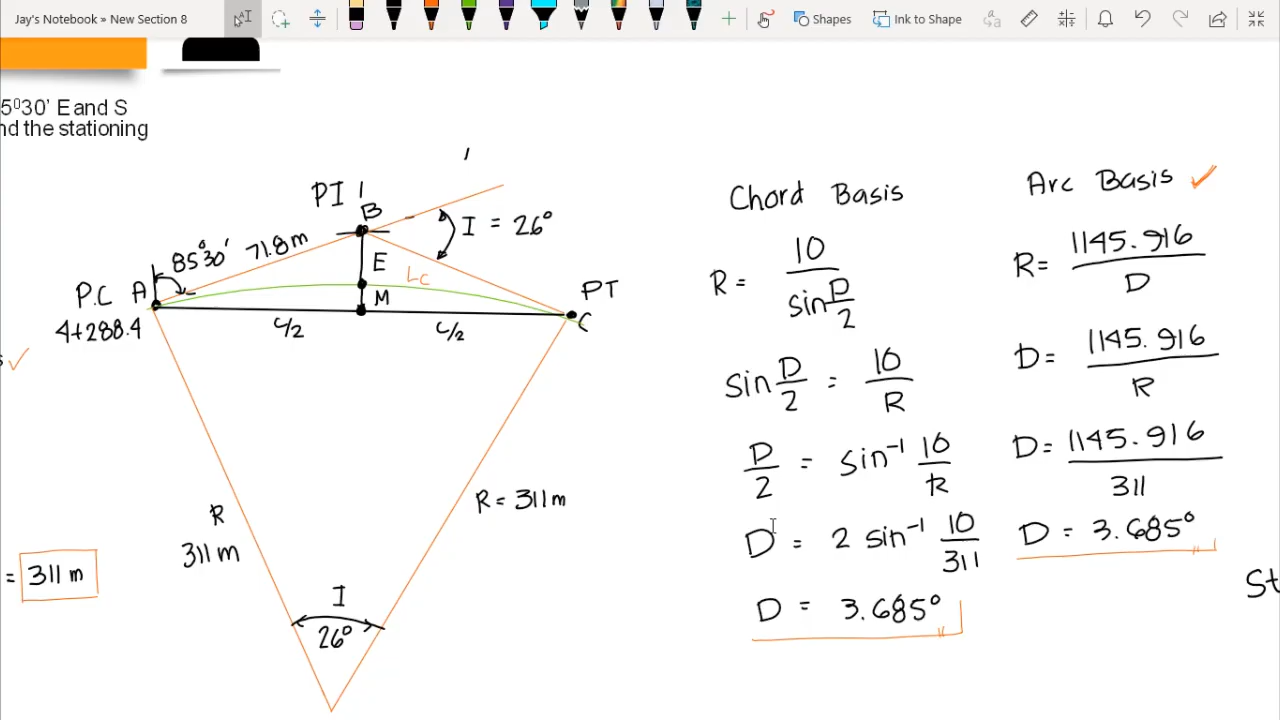 Jay's Notebook » New Section 8
Shapes
Ink to Shape
5⁰30' E and S
nd the stationing
PI 1
B
I = 26°
85°30'
71.8m
E
Lc
P.C A
4+288.4
M
PT
C
C/2
C/2
R
311 m
R = 311 m
= 311 m
I
26°
Chord Basis
R = 10 / sin D/2
sin D/2 = 10/R
D/2 = sin⁻¹ 10/R
D = 2 sin⁻¹ 10/311
D = 3.685°
Arc Basis ✓
R = 1145.916 / D
D = 1145.916 / R
D = 1145.916 / 311
D = 3.685°
St